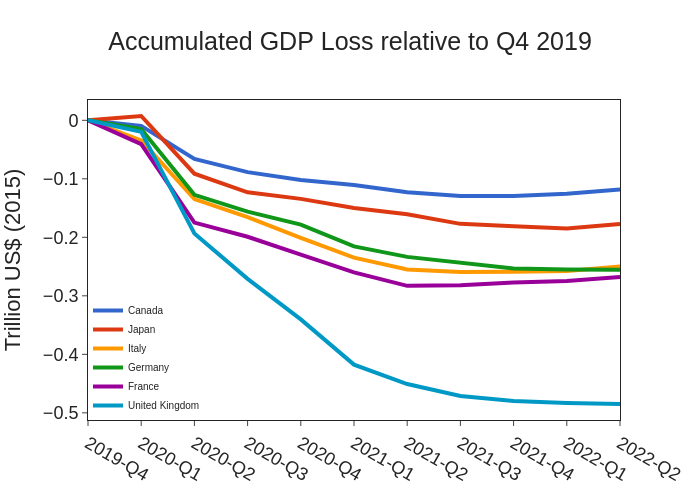 Accumulated GDP Loss relative to Q4 2019
Trillion US$ (2015)
0
−0.1
−0.2
−0.3
−0.4
−0.5
Canada
Japan
Italy
Germany
France
United Kingdom
2019-Q4
2020-Q1
2020-Q2
2020-Q3
2020-Q4
2021-Q1
2021-Q2
2021-Q3
2021-Q4
2022-Q1
2022-Q2